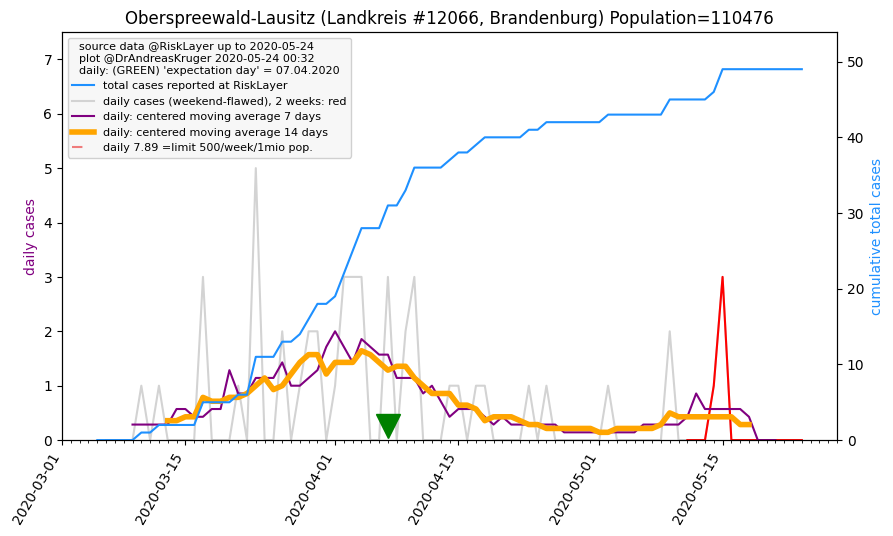 Oberspreewald-Lausitz (Landkreis #12066, Brandenburg) Population=110476
source data @RiskLayer up to 2020-05-24
plot @DrAndreasKruger 2020-05-24 00:32
daily: (GREEN) 'expectation day' = 07.04.2020
total cases reported at RiskLayer
daily cases (weekend-flawed), 2 weeks: red
daily: centered moving average 7 days
daily: centered moving average 14 days
daily 7.89 =limit 500/week/1mio pop.
daily cases
7
6
5
4
3
2
1
0
cumulative total cases
50
40
30
20
10
0
2020-03-01
2020-03-15
2020-04-01
2020-04-15
2020-05-01
2020-05-15